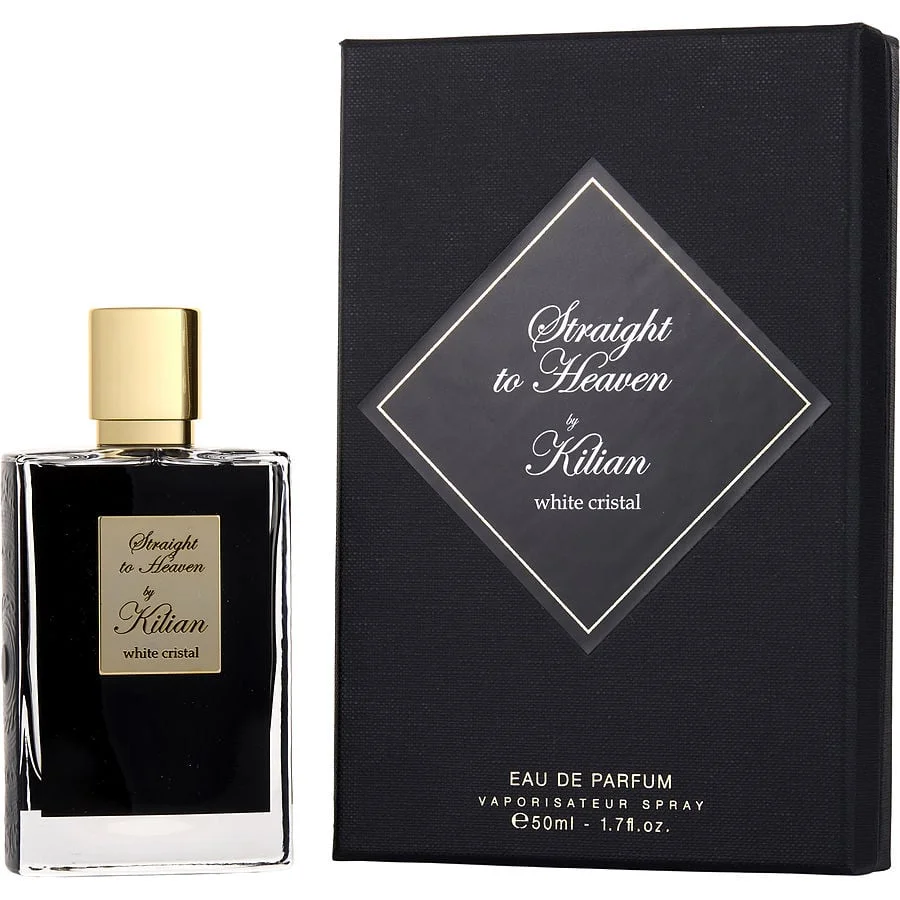 Straight
to Heaven
by
Kilian
white cristal
Straight
to Heaven
by
Kilian
white cristal
EAU DE PARFUM
VAPORISATEUR SPRAY
℮50ml - 1.7fl.oz.